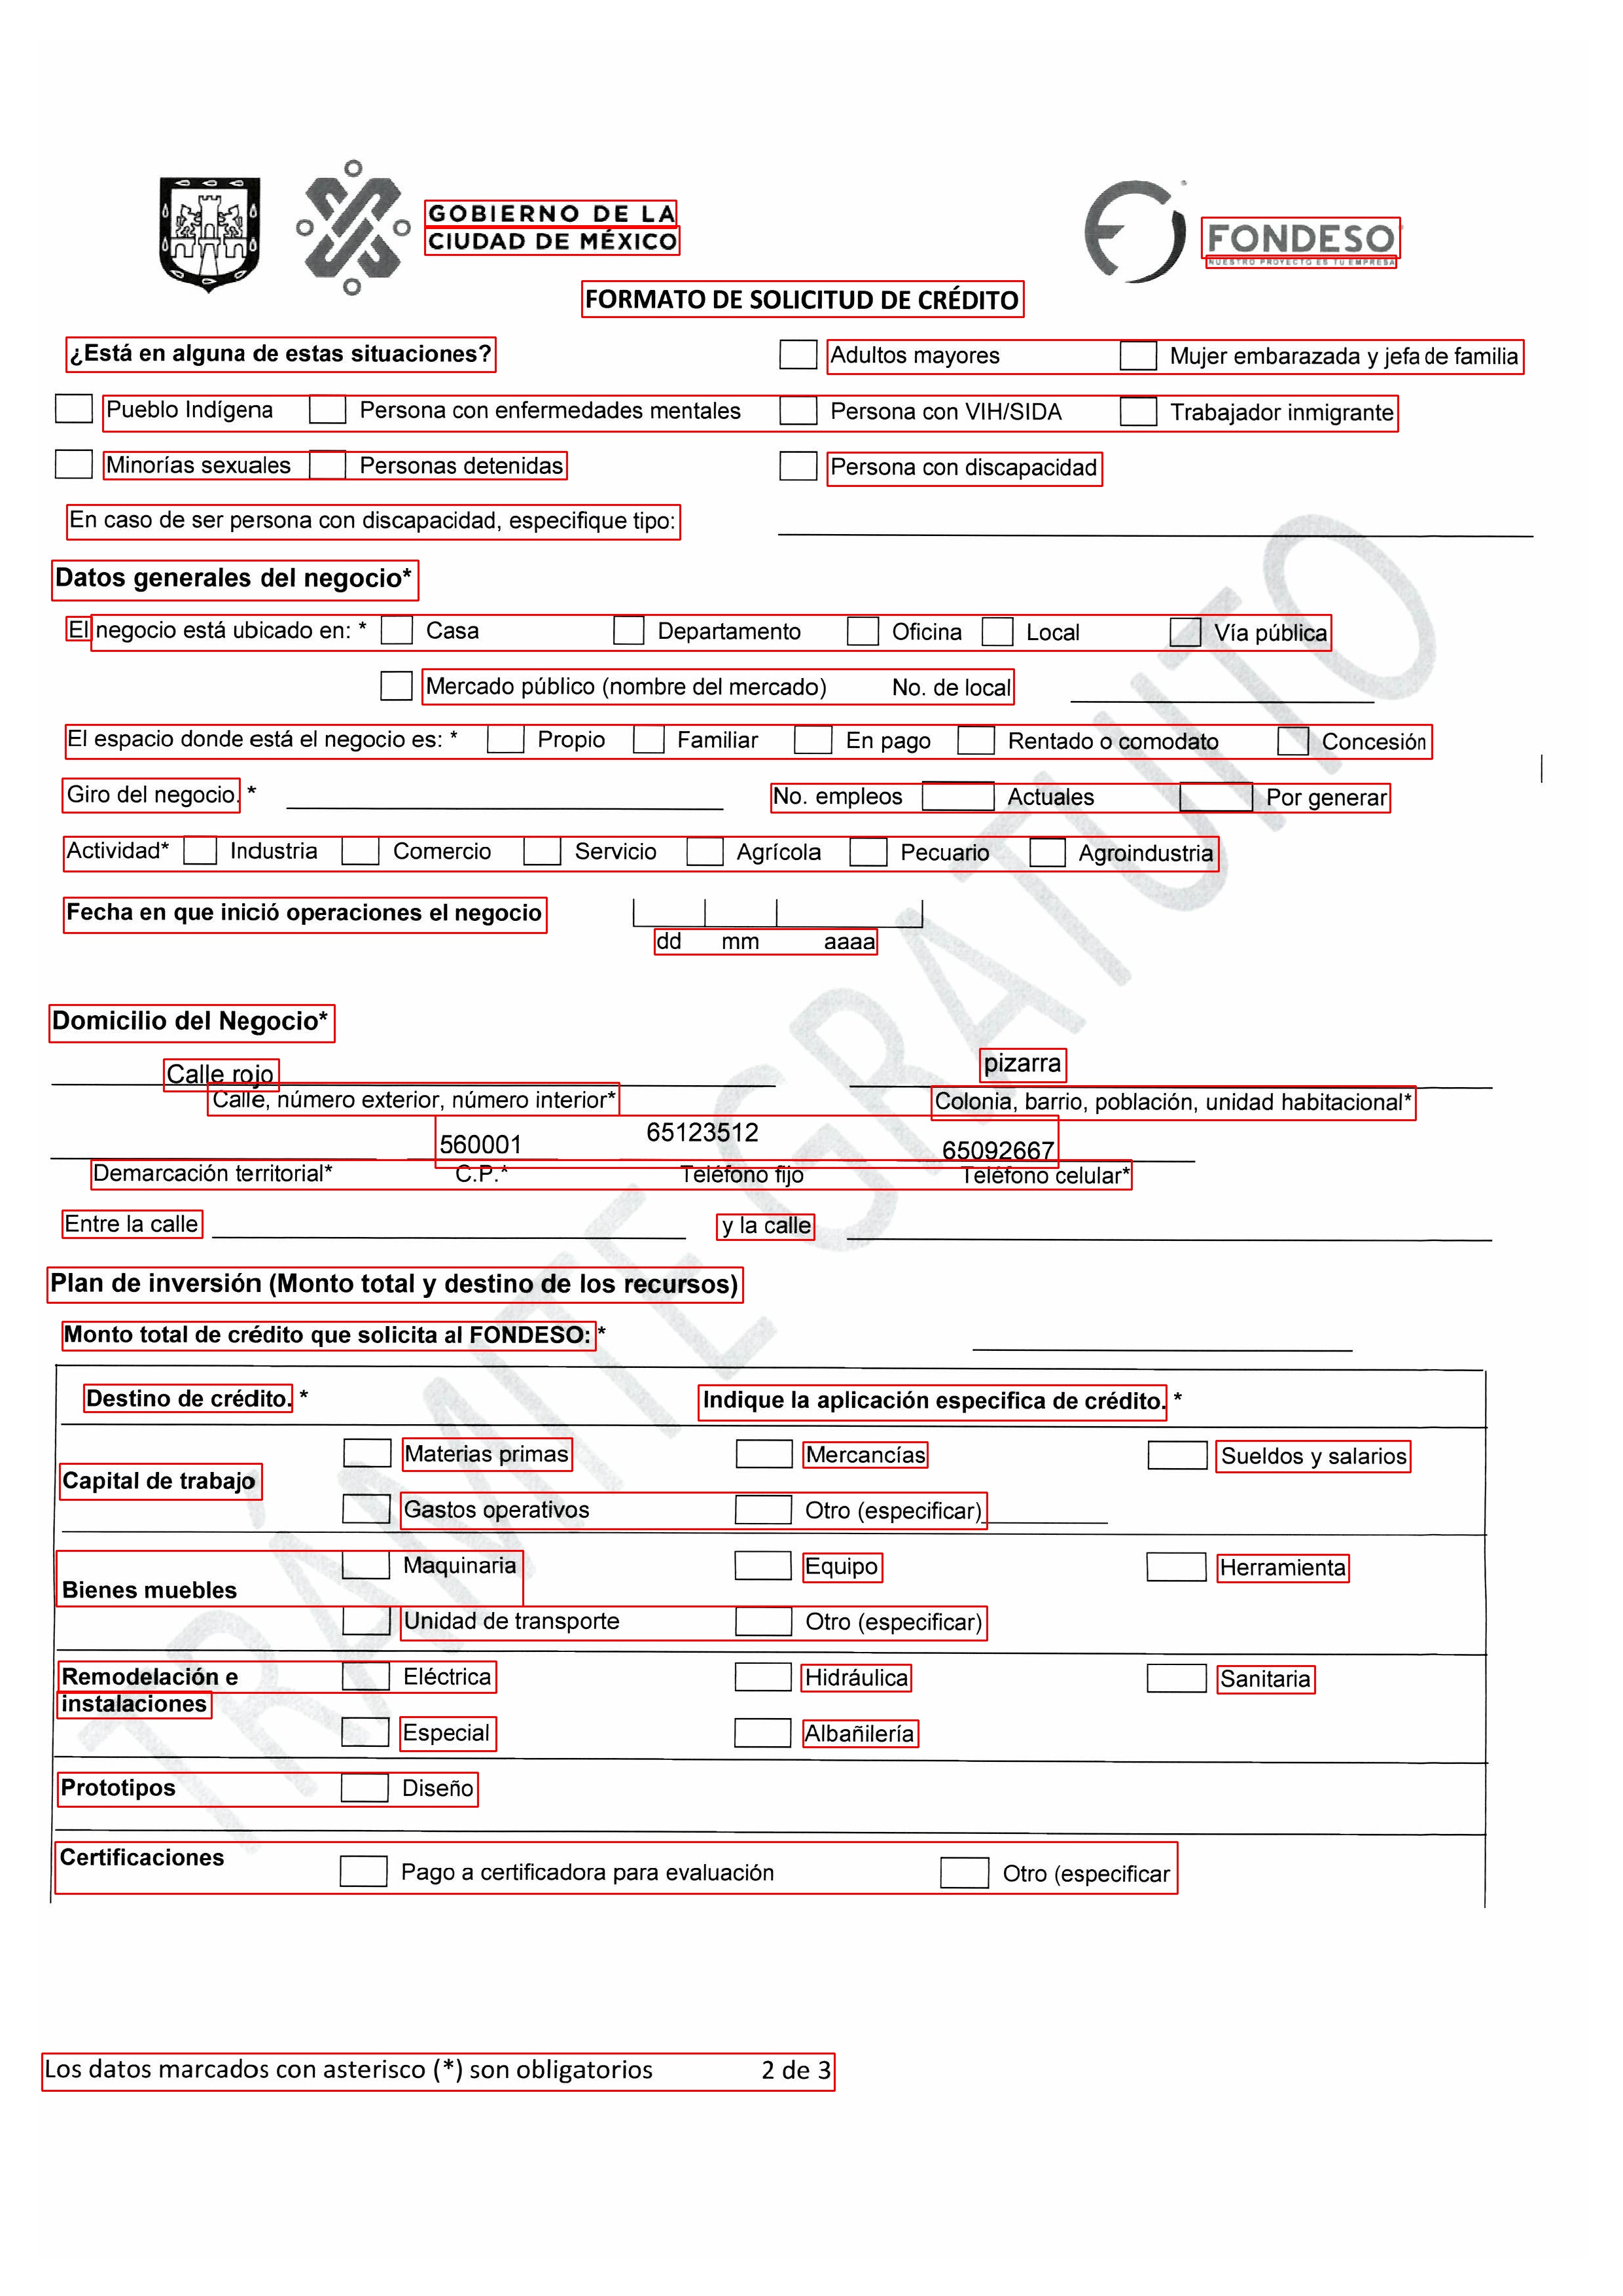 GOBIERNO DE LA
CIUDAD DE MÉXICO
FONDESO
NUESTRO PROYECTO ES TU EMPRESA
FORMATO DE SOLICITUD DE CRÉDITO
¿Está en alguna de estas situaciones? Adultos mayores Mujer embarazada y jefa de familia
Pueblo Indígena Persona con enfermedades mentales Persona con VIH/SIDA Trabajador inmigrante
Minorías sexuales Personas detenidas Persona con discapacidad
En caso de ser persona con discapacidad, especifique tipo:
Datos generales del negocio*
El negocio está ubicado en: * Casa Departamento Oficina Local Vía pública
Mercado público (nombre del mercado) No. de local
El espacio donde está el negocio es: * Propio Familiar En pago Rentado o comodato Concesión
Giro del negocio. * No. empleos Actuales Por generar
Actividad* Industria Comercio Servicio Agrícola Pecuario Agroindustria
Fecha en que inició operaciones el negocio
dd mm aaaa
Domicilio del Negocio*
Calle rojo pizarra
Calle, número exterior, número interior* Colonia, barrio, población, unidad habitacional*
560001 65123512 65092667
Demarcación territorial* C.P.* Teléfono fijo Teléfono celular*
Entre la calle y la calle
Plan de inversión (Monto total y destino de los recursos)
Monto total de crédito que solicita al FONDESO: *
Destino de crédito. * Indique la aplicación especifica de crédito. *
Materias primas Mercancías Sueldos y salarios
Capital de trabajo
Gastos operativos Otro (especificar)
Maquinaria Equipo Herramienta
Bienes muebles
Unidad de transporte Otro (especificar)
Remodelación e Eléctrica Hidráulica Sanitaria
instalaciones
Especial Albañilería
Prototipos Diseño
Certificaciones
Pago a certificadora para evaluación Otro (especificar
Los datos marcados con asterisco (*) son obligatorios 2 de 3
TRÁMITE GRATUITO